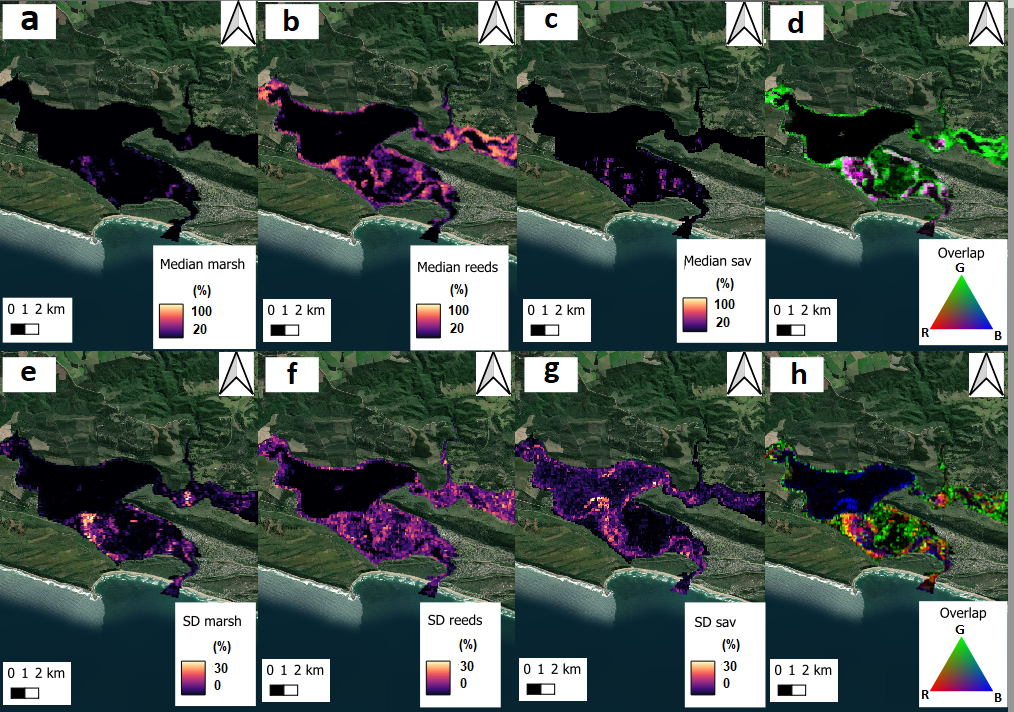 a
b
c
d
Median marsh
(%)
100
20
0 1 2 km
Median reeds
(%)
100
20
0 1 2 km
Median sav
(%)
100
20
0 1 2 km
Overlap
G
R
B
0 1 2 km
e
f
g
h
SD marsh
(%)
30
0
0 1 2 km
SD reeds
(%)
30
0
0 1 2 km
SD sav
(%)
30
0
0 1 2 km
Overlap
G
R
B
0 1 2 km